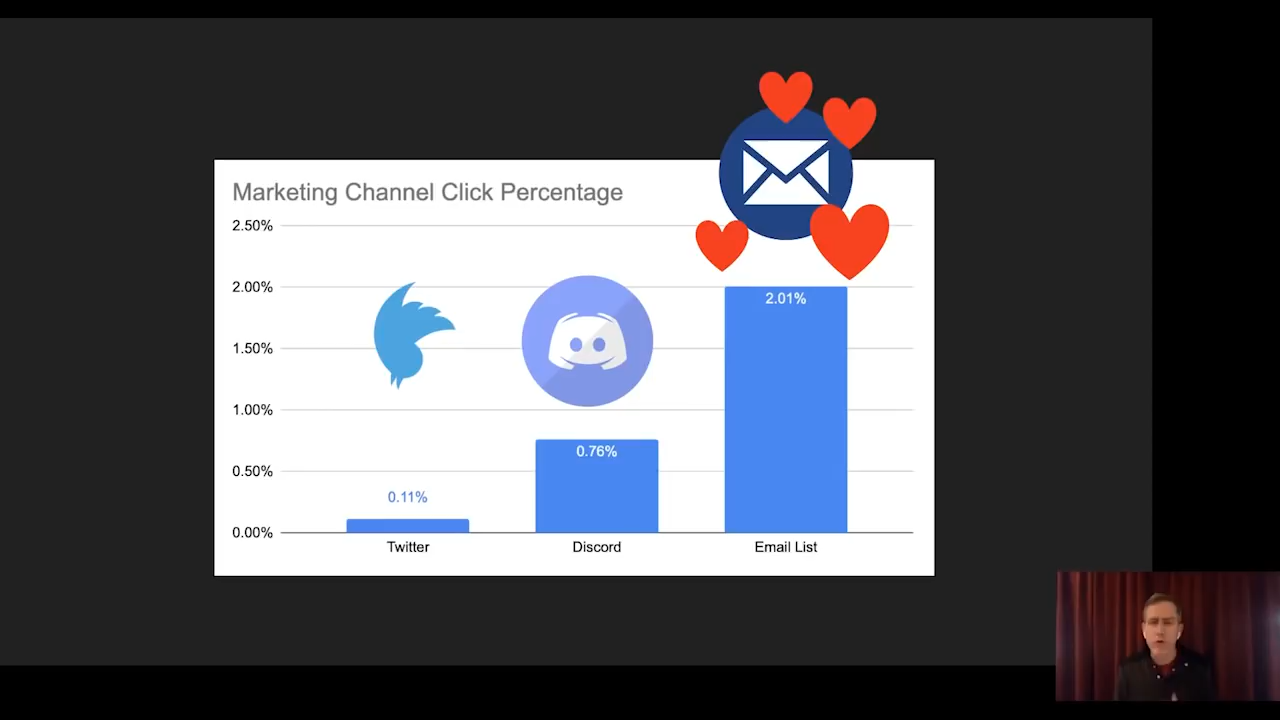 Marketing Channel Click Percentage
2.50%
2.00%
1.50%
1.00%
0.50%
0.00%
0.11%
0.76%
2.01%
Twitter
Discord
Email List